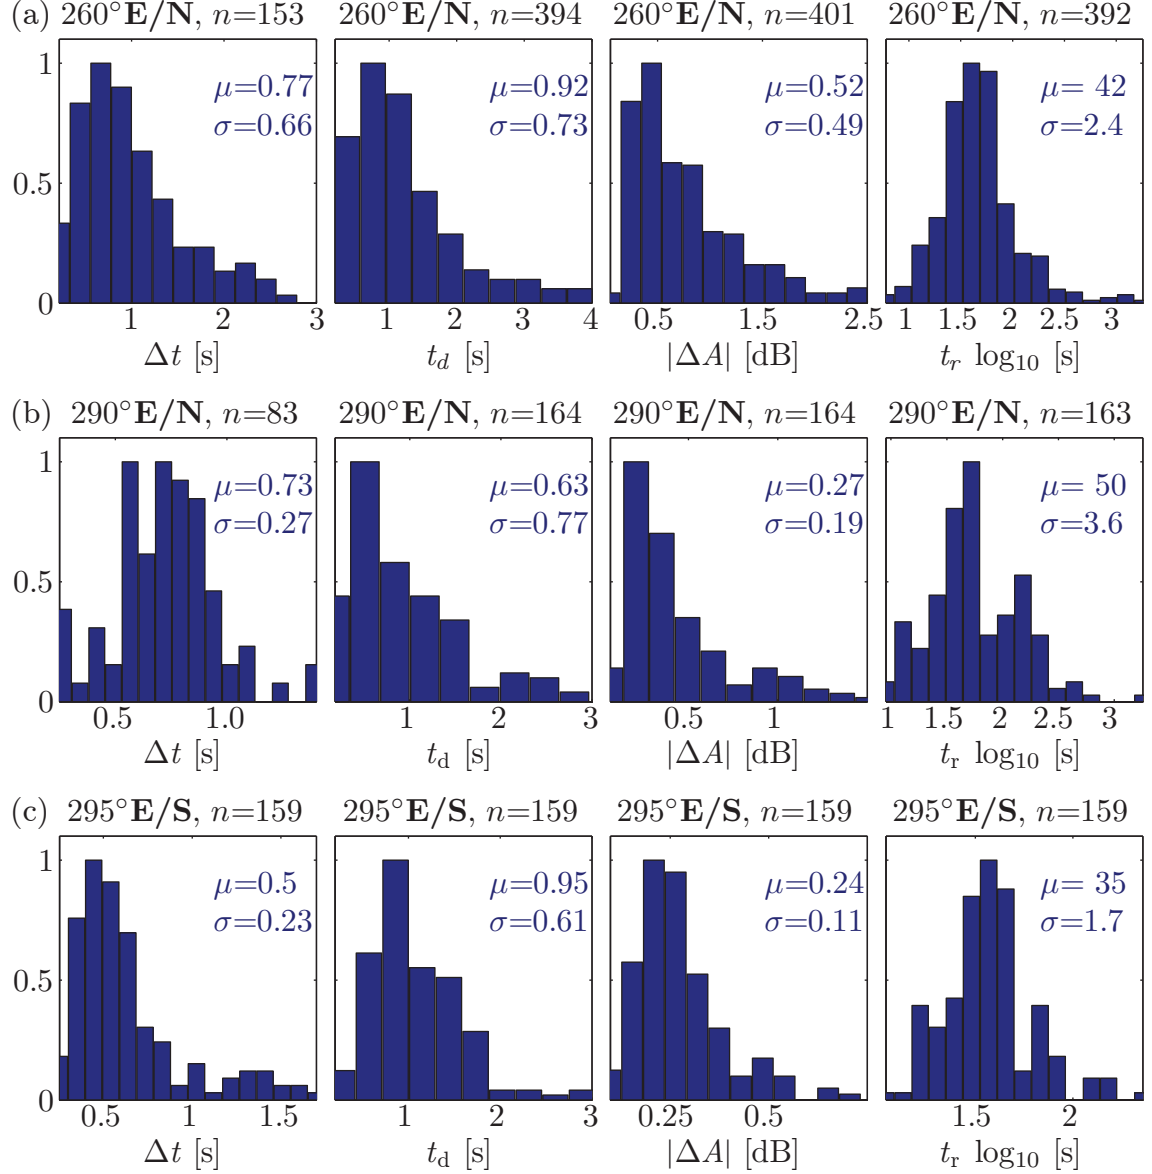 (a) 260°E/N, n=153 260°E/N, n=394 260°E/N, n=401 260°E/N, n=392
1
0.5
0
μ=0.77
σ=0.66
μ=0.92
σ=0.73
μ=0.52
σ=0.49
μ= 42
σ=2.4
1 2 3 1 2 3 4 0.5 1.5 2.5 1 1.5 2 2.5 3
Δt [s] t_d [s] |ΔA| [dB] t_r log₁₀ [s]
(b) 290°E/N, n=83 290°E/N, n=164 290°E/N, n=164 290°E/N, n=163
1
0.5
0
μ=0.73
σ=0.27
μ=0.63
σ=0.77
μ=0.27
σ=0.19
μ= 50
σ=3.6
0.5 1.0 1 2 3 0.5 1 1 1.5 2 2.5 3
Δt [s] t_d [s] |ΔA| [dB] t_r log₁₀ [s]
(c) 295°E/S, n=159 295°E/S, n=159 295°E/S, n=159 295°E/S, n=159
1
0.5
0
μ=0.5
σ=0.23
μ=0.95
σ=0.61
μ=0.24
σ=0.11
μ= 35
σ=1.7
0.5 1 1.5 1 2 3 0.25 0.5 1.5 2
Δt [s] t_d [s] |ΔA| [dB] t_r log₁₀ [s]